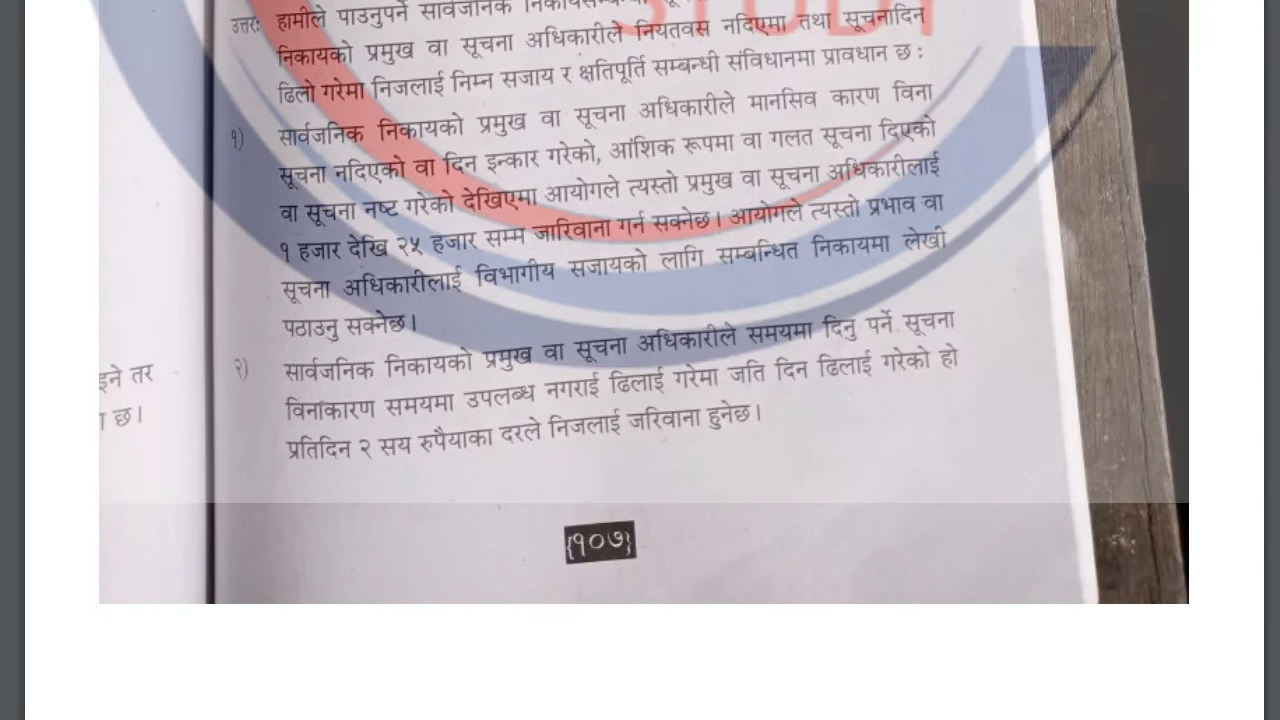 उत्तरः हामीले पाउनुपर्ने सार्वजनिक
निकायको प्रमुख वा सूचना अधिकारीले नियतवस नदिएमा तथा सूचनादिन
ढिलो गरेमा निजलाई निम्न सजाय र क्षतिपूर्ति सम्बन्धी संविधानमा प्रावधान छ :
१) सार्वजनिक निकायको प्रमुख वा सूचना अधिकारीले मानसिव कारण विना
सूचना नदिएको वा दिन इन्कार गरेको, आंशिक रूपमा वा गलत सूचना दिएको
वा सूचना नष्ट गरेको देखिएमा आयोगले त्यस्तो प्रमुख वा सूचना अधिकारीलाई
१ हजार देखि २५ हजार सम्म जारिवाना गर्न सक्नेछ। आयोगले त्यस्तो प्रभाव वा
सूचना अधिकारीलाई विभागीय सजायको लागि सम्बन्धित निकायमा लेखी
पठाउनु सक्नेछ।
२) सार्वजनिक निकायको प्रमुख वा सूचना अधिकारीले समयमा दिनु पर्ने सूचना
विनाकारण समयमा उपलब्ध नगराई ढिलाई गरेमा जति दिन ढिलाई गरेको हो
प्रतिदिन २ सय रुपैयाका दरले निजलाई जरिवाना हुनेछ।
{१०७}
इने तर
छ।